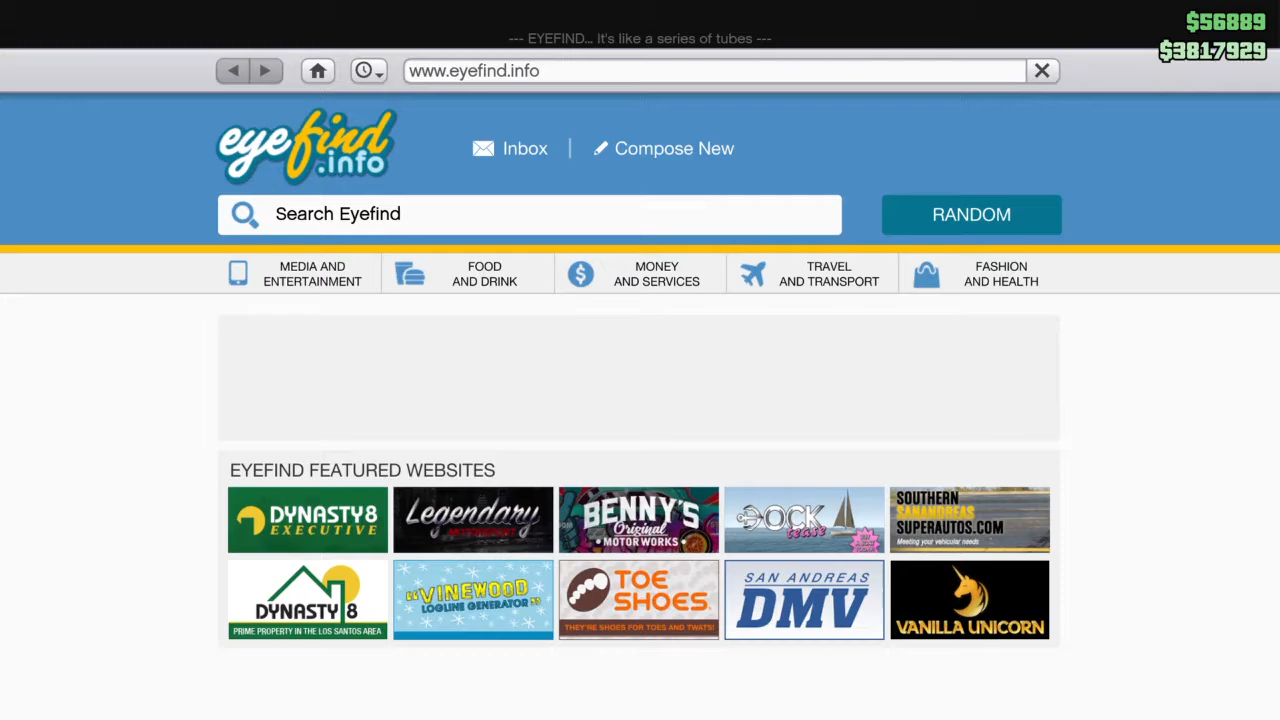 $56889
--- EYEFIND... It's like a series of tubes ---
$3817929
www.eyefind.info
eyefind
.info
Inbox
Compose New
Search Eyefind
RANDOM
MEDIA AND
ENTERTAINMENT
FOOD
AND DRINK
MONEY
AND SERVICES
TRAVEL
AND TRANSPORT
FASHION
AND HEALTH
EYEFIND FEATURED WEBSITES
DYNASTY8
EXECUTIVE
Legendary
MOTORSPORT
BENNY'S
Original
MOTOR WORKS
DOCK
tease
SOUTHERN
SANANDREAS
SUPERAUTOS.COM
Meeting your vehicular needs
DYNASTY 8
PRIME PROPERTY IN THE LOS SANTOS AREA
"VINEWOOD
LOGLINE GENERATOR"
TOE
SHOES.
THEY'RE SHOES FOR TOES AND TWATS!
SAN ANDREAS
DMV
VANILLA UNICORN